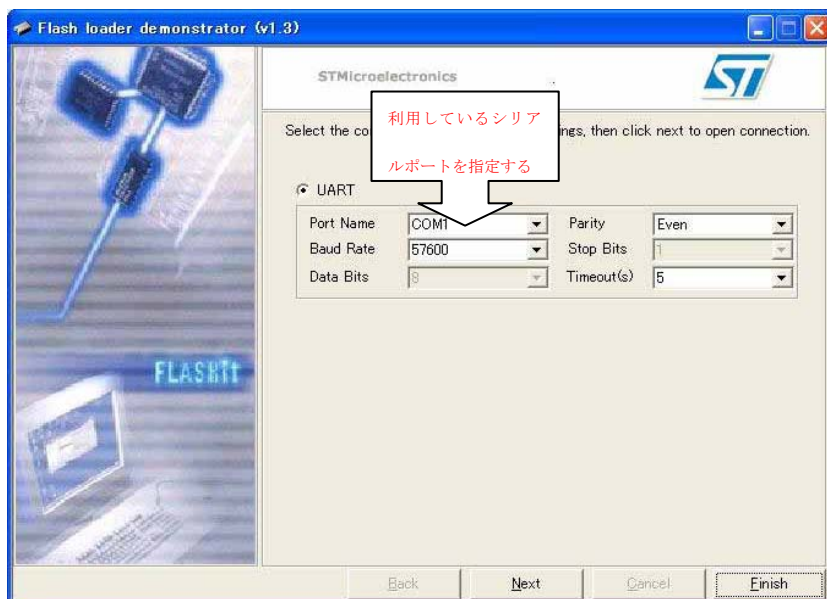 Flash loader demonstrator (v1.3)
STMicroelectronics
ST
利用しているシリア
ルポートを指定する
Select the co ings, then click next to open connection.
UART
Port Name COM1 Parity Even
Baud Rate 57600 Stop Bits 1
Data Bits 8 Timeout(s) 5
FLASHit
Back Next Cancel Finish